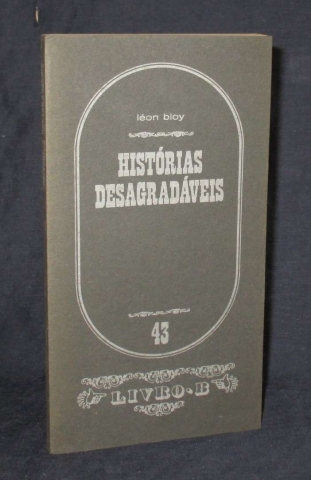 léon bloy
HISTÓRIAS
DESAGRADÁVEIS
43
LIVRO-B